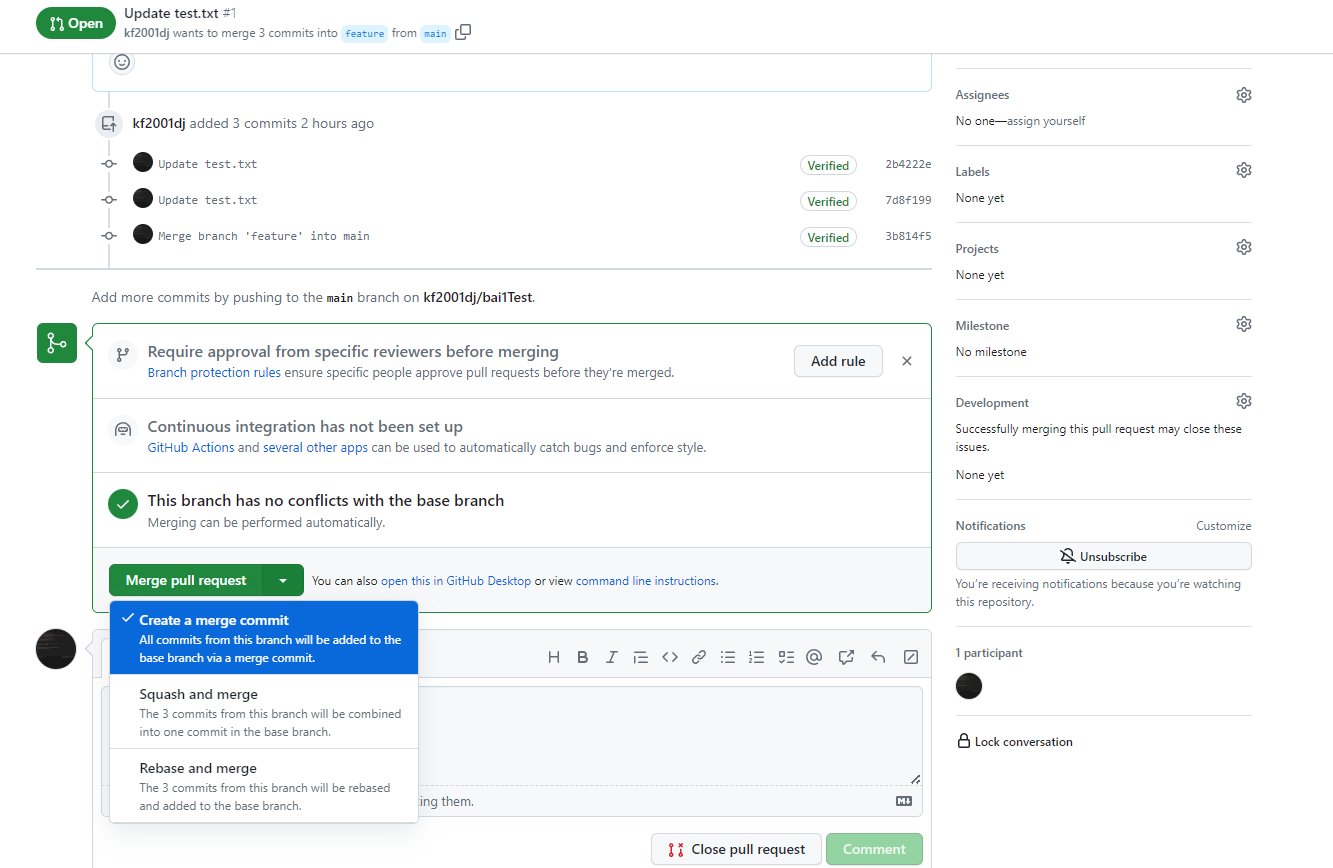 Open
Update test.txt #1
kf2001dj wants to merge 3 commits into feature from main
kf2001dj added 3 commits 2 hours ago
Update test.txt Verified 2b4222e
Update test.txt Verified 7d8f199
Merge branch 'feature' into main Verified 3b814f5
Add more commits by pushing to the main branch on kf2001dj/bai1Test.
Require approval from specific reviewers before merging
Branch protection rules ensure specific people approve pull requests before they're merged.
Add rule
Continuous integration has not been set up
GitHub Actions and several other apps can be used to automatically catch bugs and enforce style.
This branch has no conflicts with the base branch
Merging can be performed automatically.
Merge pull request
You can also open this in GitHub Desktop or view command line instructions.
Create a merge commit
All commits from this branch will be added to the
base branch via a merge commit.
Squash and merge
The 3 commits from this branch will be combined
into one commit in the base branch.
Rebase and merge
The 3 commits from this branch will be rebased
and added to the base branch.
them.
Close pull request
Comment
Assignees
No one—assign yourself
Labels
None yet
Projects
None yet
Milestone
No milestone
Development
Successfully merging this pull request may close these
issues.
None yet
Notifications
Customize
Unsubscribe
You're receiving notifications because you're watching
this repository.
1 participant
Lock conversation